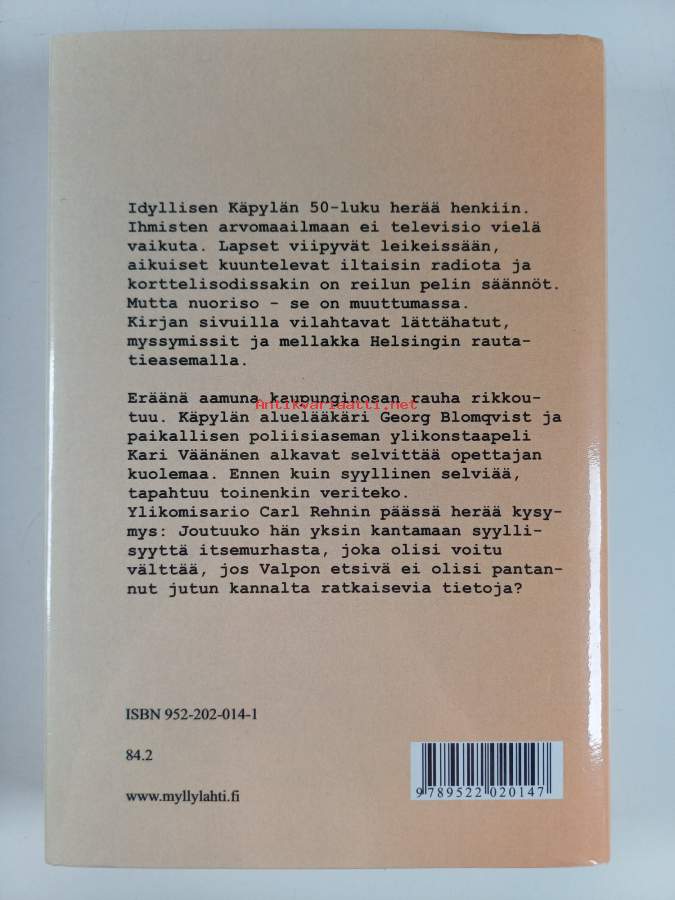 Idyllisen Käpylän 50-luku herää henkiin.
Ihmisten arvomaailmaan ei televisio vielä
vaikuta. Lapset viipyvät leikeissään,
aikuiset kuuntelevat iltaisin radiota ja
korttelisodissakin on reilun pelin säännöt.
Mutta nuoriso - se on muuttumassa.
Kirjan sivuilla vilahtavat lättähatut,
myssymissit ja mellakka Helsingin rauta-
tieasemalla.
Eräänä aamuna kaupunginosan rauha rikkou-
Antikvariaatti.net
tuu. Käpylän aluelääkäri Georg Blomqvist ja
paikallisen poliisiaseman ylikonstaapeli
Kari Väänänen alkavat selvittää opettajan
kuolemaa. Ennen kuin syyllinen selviää,
tapahtuu toinenkin veriteko.
Ylikomisario Carl Rehnin päässä herää kysy-
mys: Joutuuko hän yksin kantamaan syylli-
syyttä itsemurhasta, joka olisi voitu
välttää, jos Valpon etsivä ei olisi pantan-
nut jutun kannalta ratkaisevia tietoja?
ISBN 952-202-014-1
84.2
www.myllylahti.fi
9 789522 020147